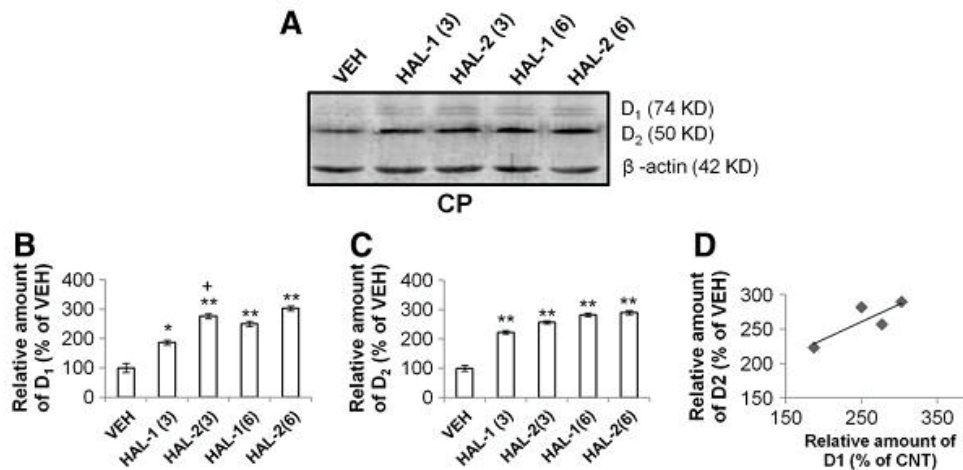 A
VEH
HAL-1 (3)
HAL-2 (3)
HAL-1 (6)
HAL-2 (6)
D₁ (74 KD)
D₂ (50 KD)
β -actin (42 KD)
CP
B
Relative amount
of D₁ (% of VEH)
400
300
200
100
0
*
+
**
**
**
VEH
HAL-1 (3)
HAL-2(3)
HAL-1(6)
HAL-2(6)
C
Relative amount
of D₂ (% of VEH)
400
300
200
100
0
**
**
**
**
VEH
HAL-1 (3)
HAL-2(3)
HAL-1(6)
HAL-2(6)
D
Relative amount
of D2 (% of VEH)
300
250
200
150
150
250
350
Relative amount of
D1 (% of CNT)